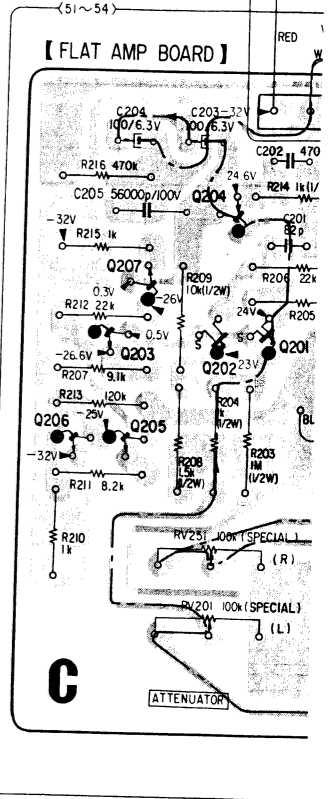 (51~54)
RED
W
【FLAT AMP BOARD】
C204
100/6.3V
C203
-32V
100/6.3V
C202 470
R216 470k
24.6V
R214 1k(1/
C205 56000p/100V
Q204
C201
82p
-32V
R215 1k
Q207
R209
10k(1/2W)
R206 22k
0.3V
R212 22k
-26V
R205
24V
0.5V
-26.6V
Q203
S
Q201
R207 9.1k
Q202
23V
R213 120k
-25V
R204
1k
(1/2W)
BL
Q206
Q205
-32V
R208
1.5k
(1/2W)
R203
1M
(1/2W)
R211 8.2k
R210
1k
RV251 100k(SPECIAL)
(R)
RV201 100k(SPECIAL)
(L)
C
ATTENUATOR